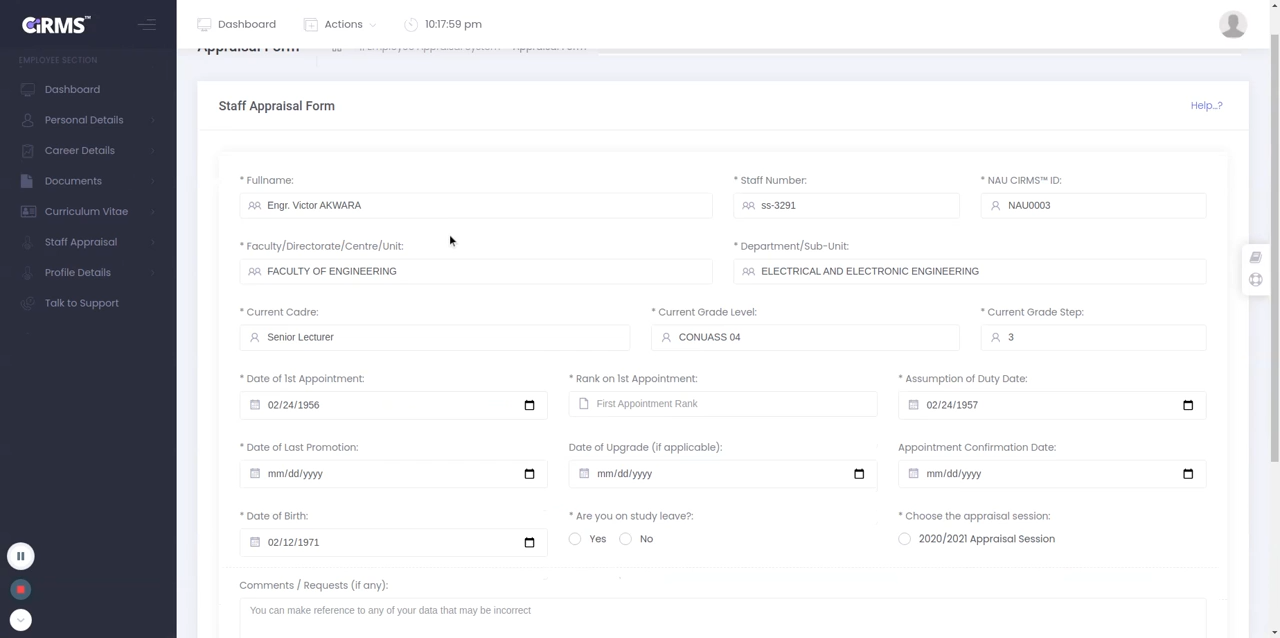 CiRMS™
Dashboard
Actions
10:17:59 pm
EMPLOYEE SECTION
Dashboard
Personal Details
Career Details
Documents
Curriculum Vitae
Staff Appraisal
Profile Details
Talk to Support
Appraisal Form
Employee Appraisal System
Appraisal Form
Staff Appraisal Form
Help..?
* Fullname:
* Staff Number:
* NAU CIRMS™ ID:
Engr. Victor AKWARA
ss-3291
NAU0003
* Faculty/Directorate/Centre/Unit:
* Department/Sub-Unit:
FACULTY OF ENGINEERING
ELECTRICAL AND ELECTRONIC ENGINEERING
* Current Cadre:
* Current Grade Level:
* Current Grade Step:
Senior Lecturer
CONUASS 04
3
* Date of 1st Appointment:
* Rank on 1st Appointment:
* Assumption of Duty Date:
02/24/1956
First Appointment Rank
02/24/1957
* Date of Last Promotion:
Date of Upgrade (if applicable):
Appointment Confirmation Date:
mm/dd/yyyy
mm/dd/yyyy
mm/dd/yyyy
* Date of Birth:
* Are you on study leave?:
* Choose the appraisal session:
02/12/1971
Yes
No
2020/2021 Appraisal Session
Comments / Requests (if any):
You can make reference to any of your data that may be incorrect